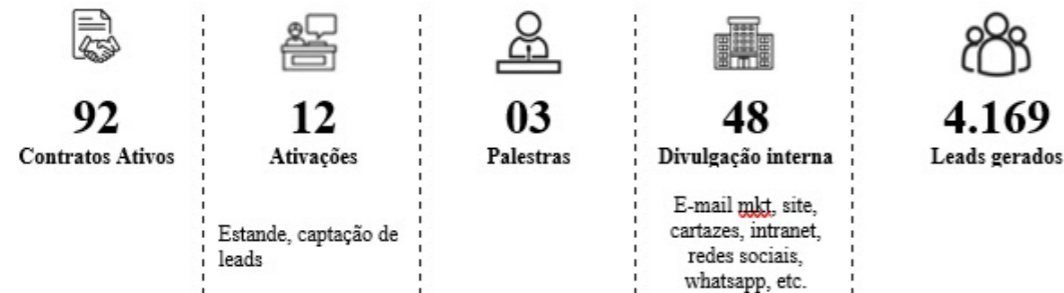 92
Contratos Ativos
12
Ativações
Estande, captação de
leads
03
Palestras
48
Divulgação interna
E-mail mkt, site,
cartazes, intranet,
redes sociais,
whatsapp, etc.
4.169
Leads gerados